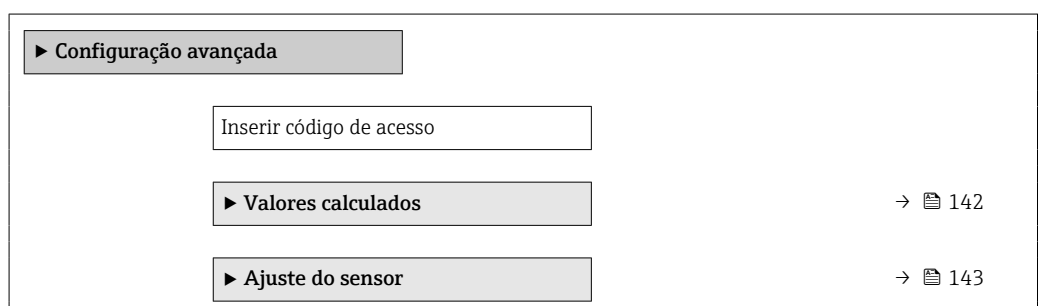 ▶ Configuração avançada
Inserir código de acesso
▶ Valores calculados → 142
▶ Ajuste do sensor → 143